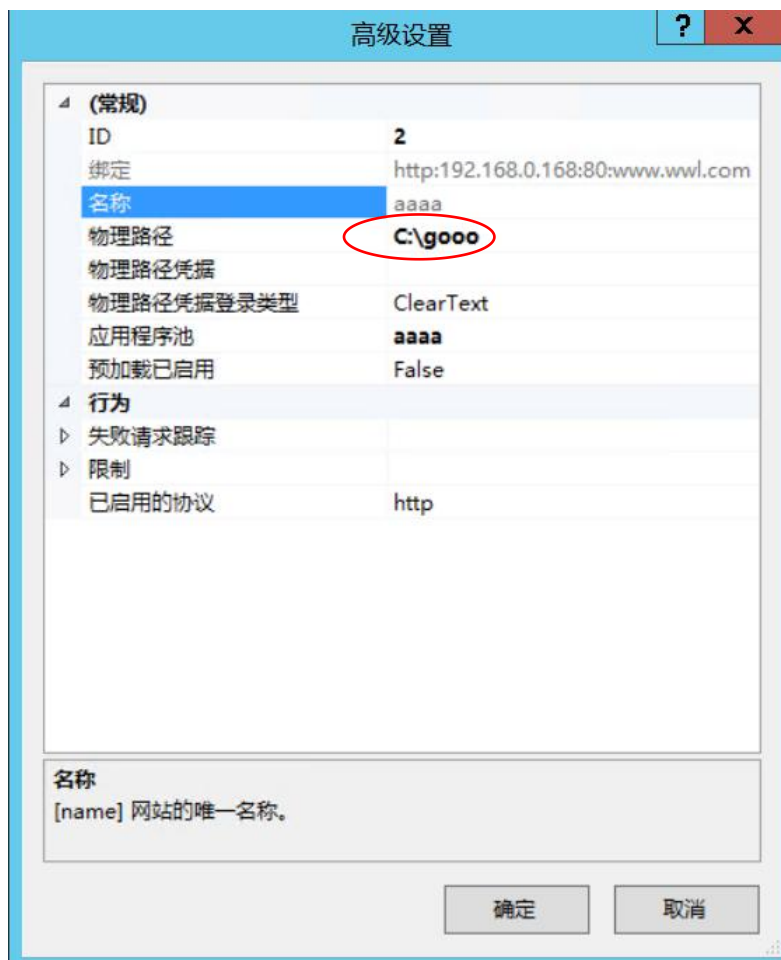 高级设置
? X
(常规)
ID 2
绑定 http:192.168.0.168:80:www.wwl.com
名称 aaaa
物理路径 C:\gooo
物理路径凭据
物理路径凭据登录类型 ClearText
应用程序池 aaaa
预加载已启用 False
行为
失败请求跟踪
限制
已启用的协议 http
名称
[name] 网站的唯一名称。
确定 取消